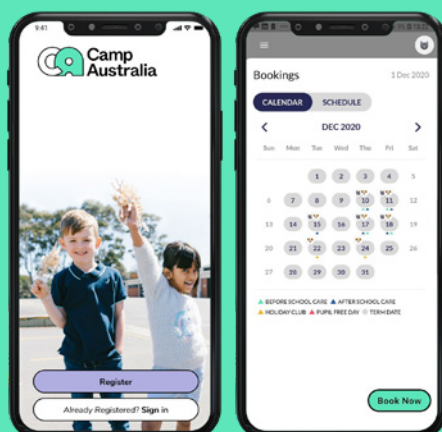 9:41
Camp
Australia
Register
Already Registered? Sign in
Bookings
1 Dec 2020
CALENDAR SCHEDULE
DEC 2020
Sun Mon Tue Wed Thu Fri Sat
1 2 3 4 5
6 7 8 9 10 11 12
13 14 15 16 17 18 19
20 21 22 23 24 25 26
27 28 29 30 31
BEFORE SCHOOL CARE AFTER SCHOOL CARE
HOLIDAY CLUB PUPIL FREE DAY TERM DATE
Book Now